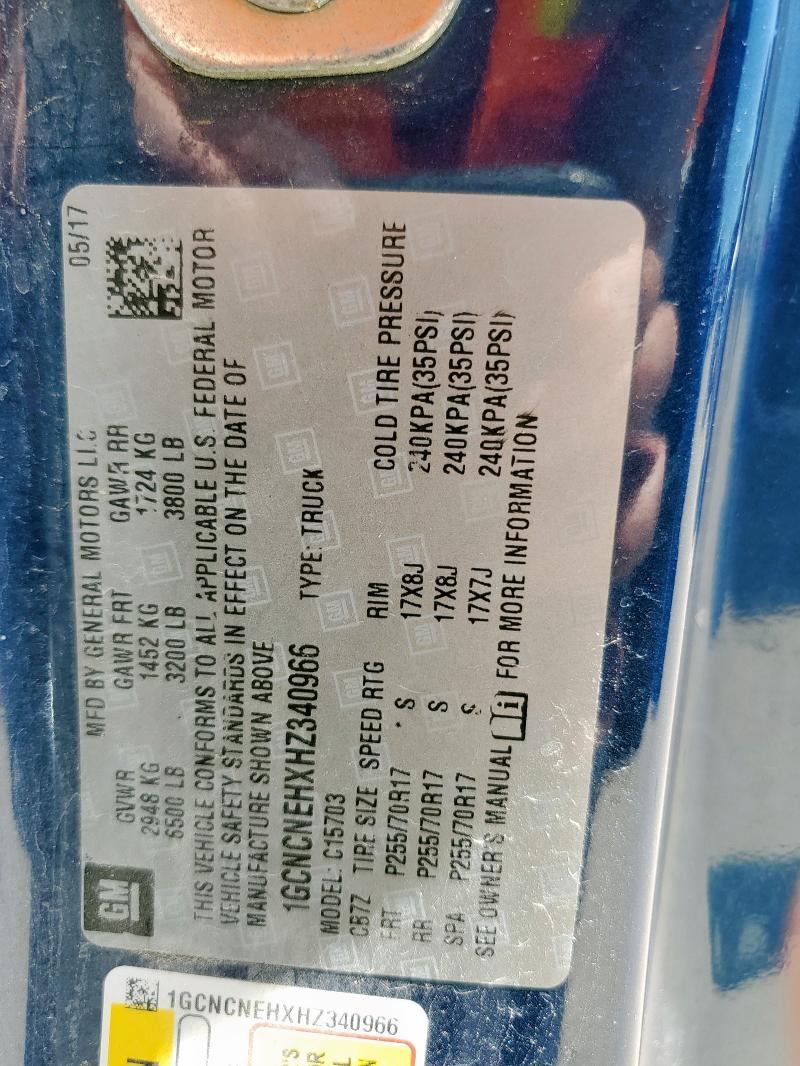 05/17
MFD BY GENERAL MOTORS LLC
GM
GVWR GAWR FRT GAWR RR
2948 KG 1452 KG 1724 KG
6500 LB 3200 LB 3800 LB
THIS VEHICLE CONFORMS TO ALL APPLICABLE U.S. FEDERAL MOTOR
VEHICLE SAFETY STANDARDS IN EFFECT ON THE DATE OF
MANUFACTURE SHOWN ABOVE
1GCNCNEHXHZ340966 TYPE: TRUCK
MODEL: C15703
CB7Z TIRE SIZE SPEED RTG RIM COLD TIRE PRESSURE
FRT P255/70R17 S 17X8J 240KPA(35PSI)
RR P255/70R17 S 17X8J 240KPA(35PSI)
SPA P255/70R17 S 17X7J 240KPA(35PSI)
SEE OWNER'S MANUAL i FOR MORE INFORMATION
1GCNCNEHXHZ340966